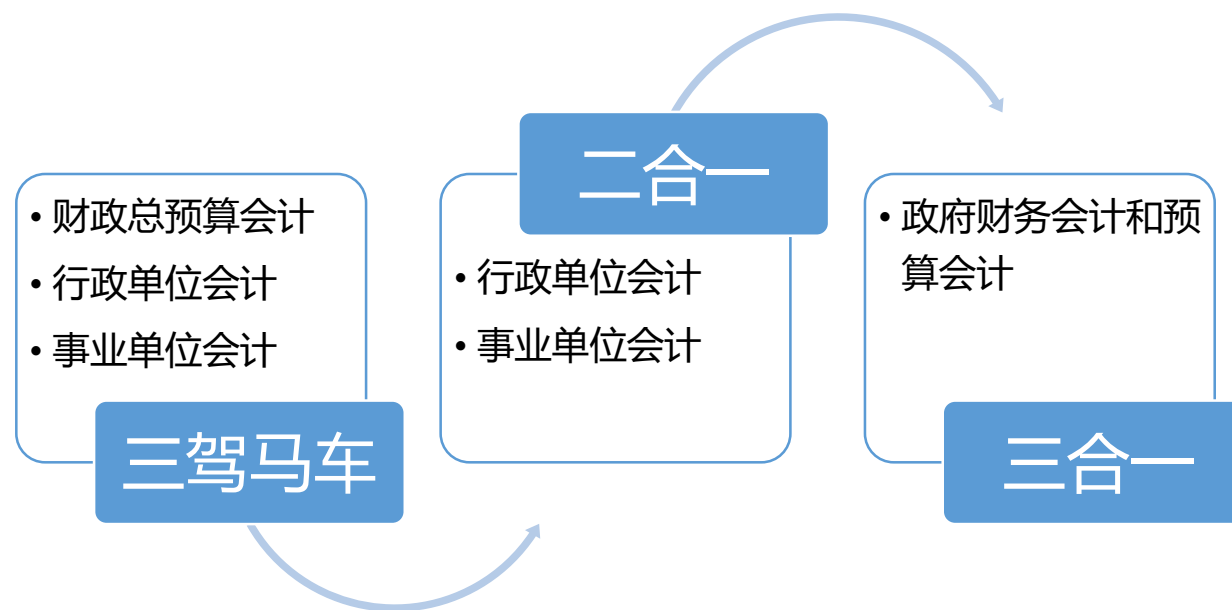 • 财政总预算会计
• 行政单位会计
• 事业单位会计
三驾马车
二合一
• 行政单位会计
• 事业单位会计
• 政府财务会计和预
算会计
三合一